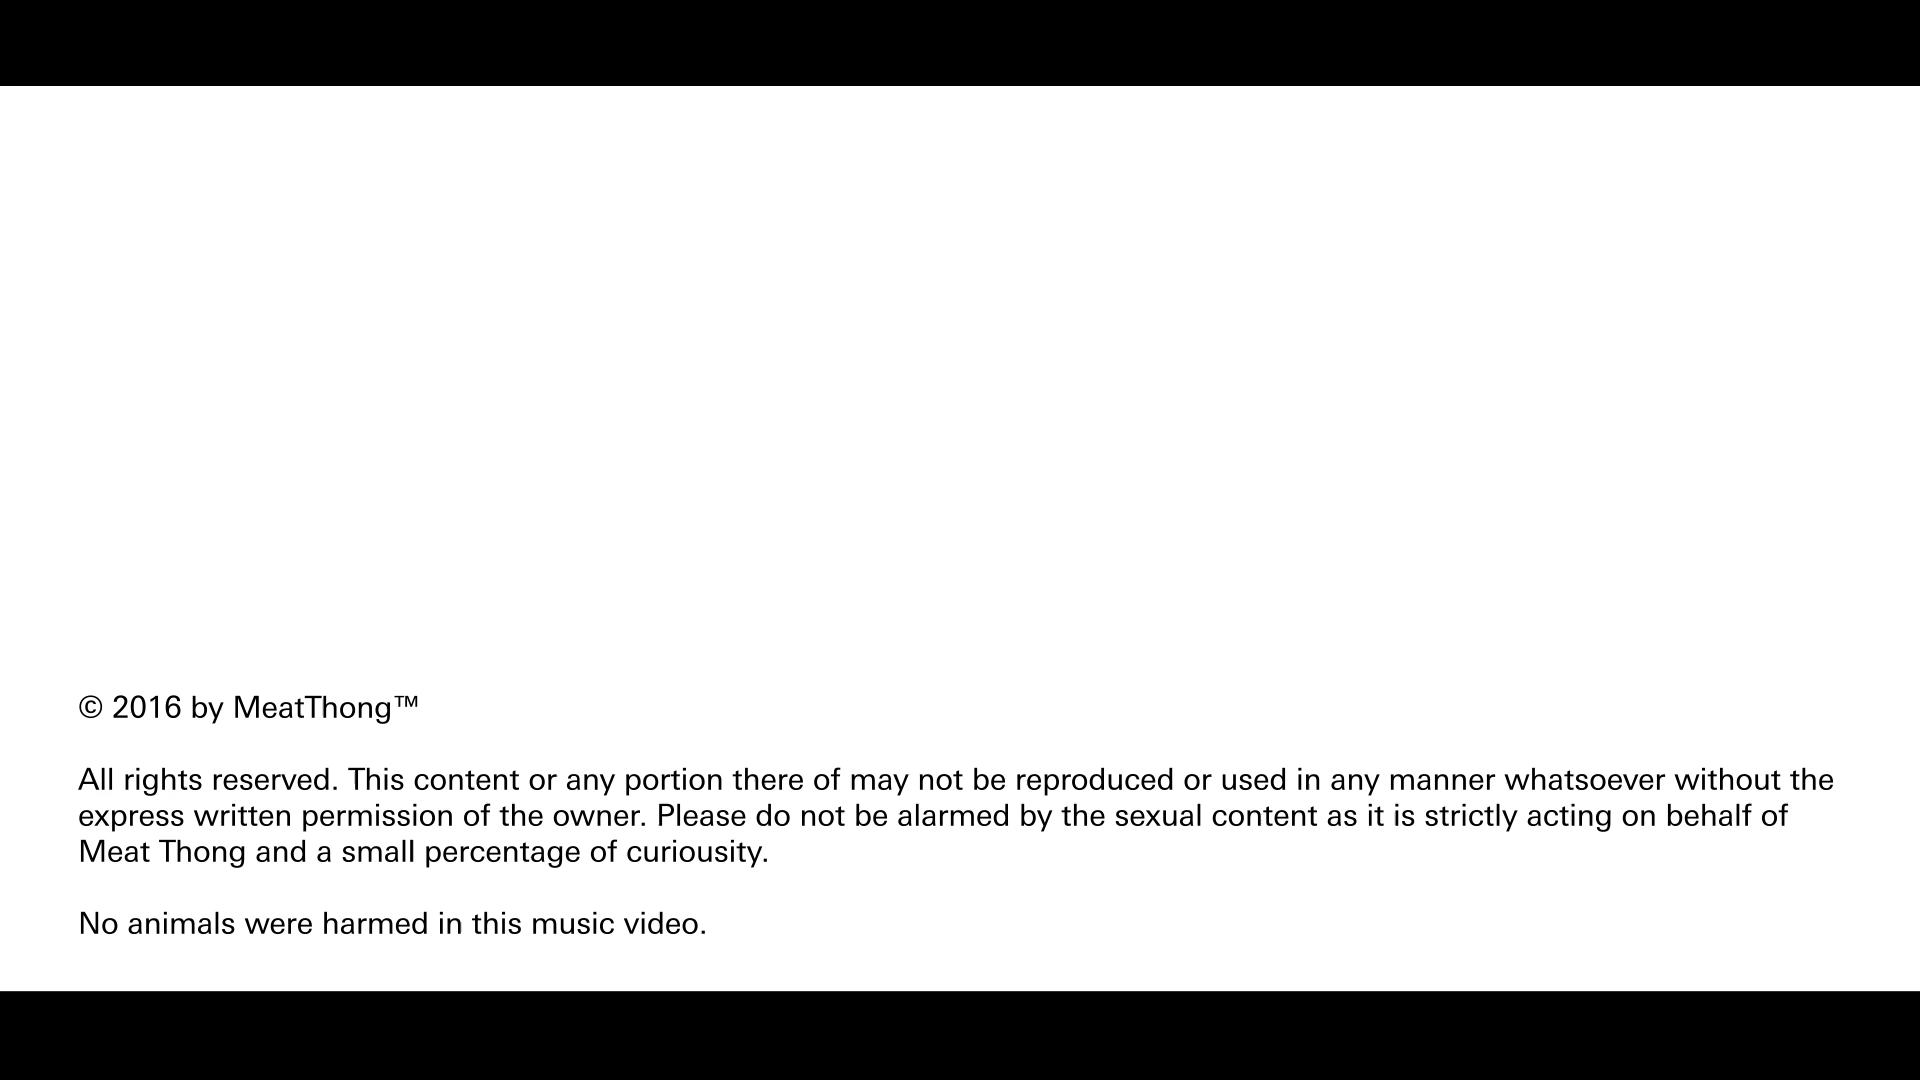 © 2016 by MeatThong™
All rights reserved. This content or any portion there of may not be reproduced or used in any manner whatsoever without the
express written permission of the owner. Please do not be alarmed by the sexual content as it is strictly acting on behalf of
Meat Thong and a small percentage of curiousity.
No animals were harmed in this music video.